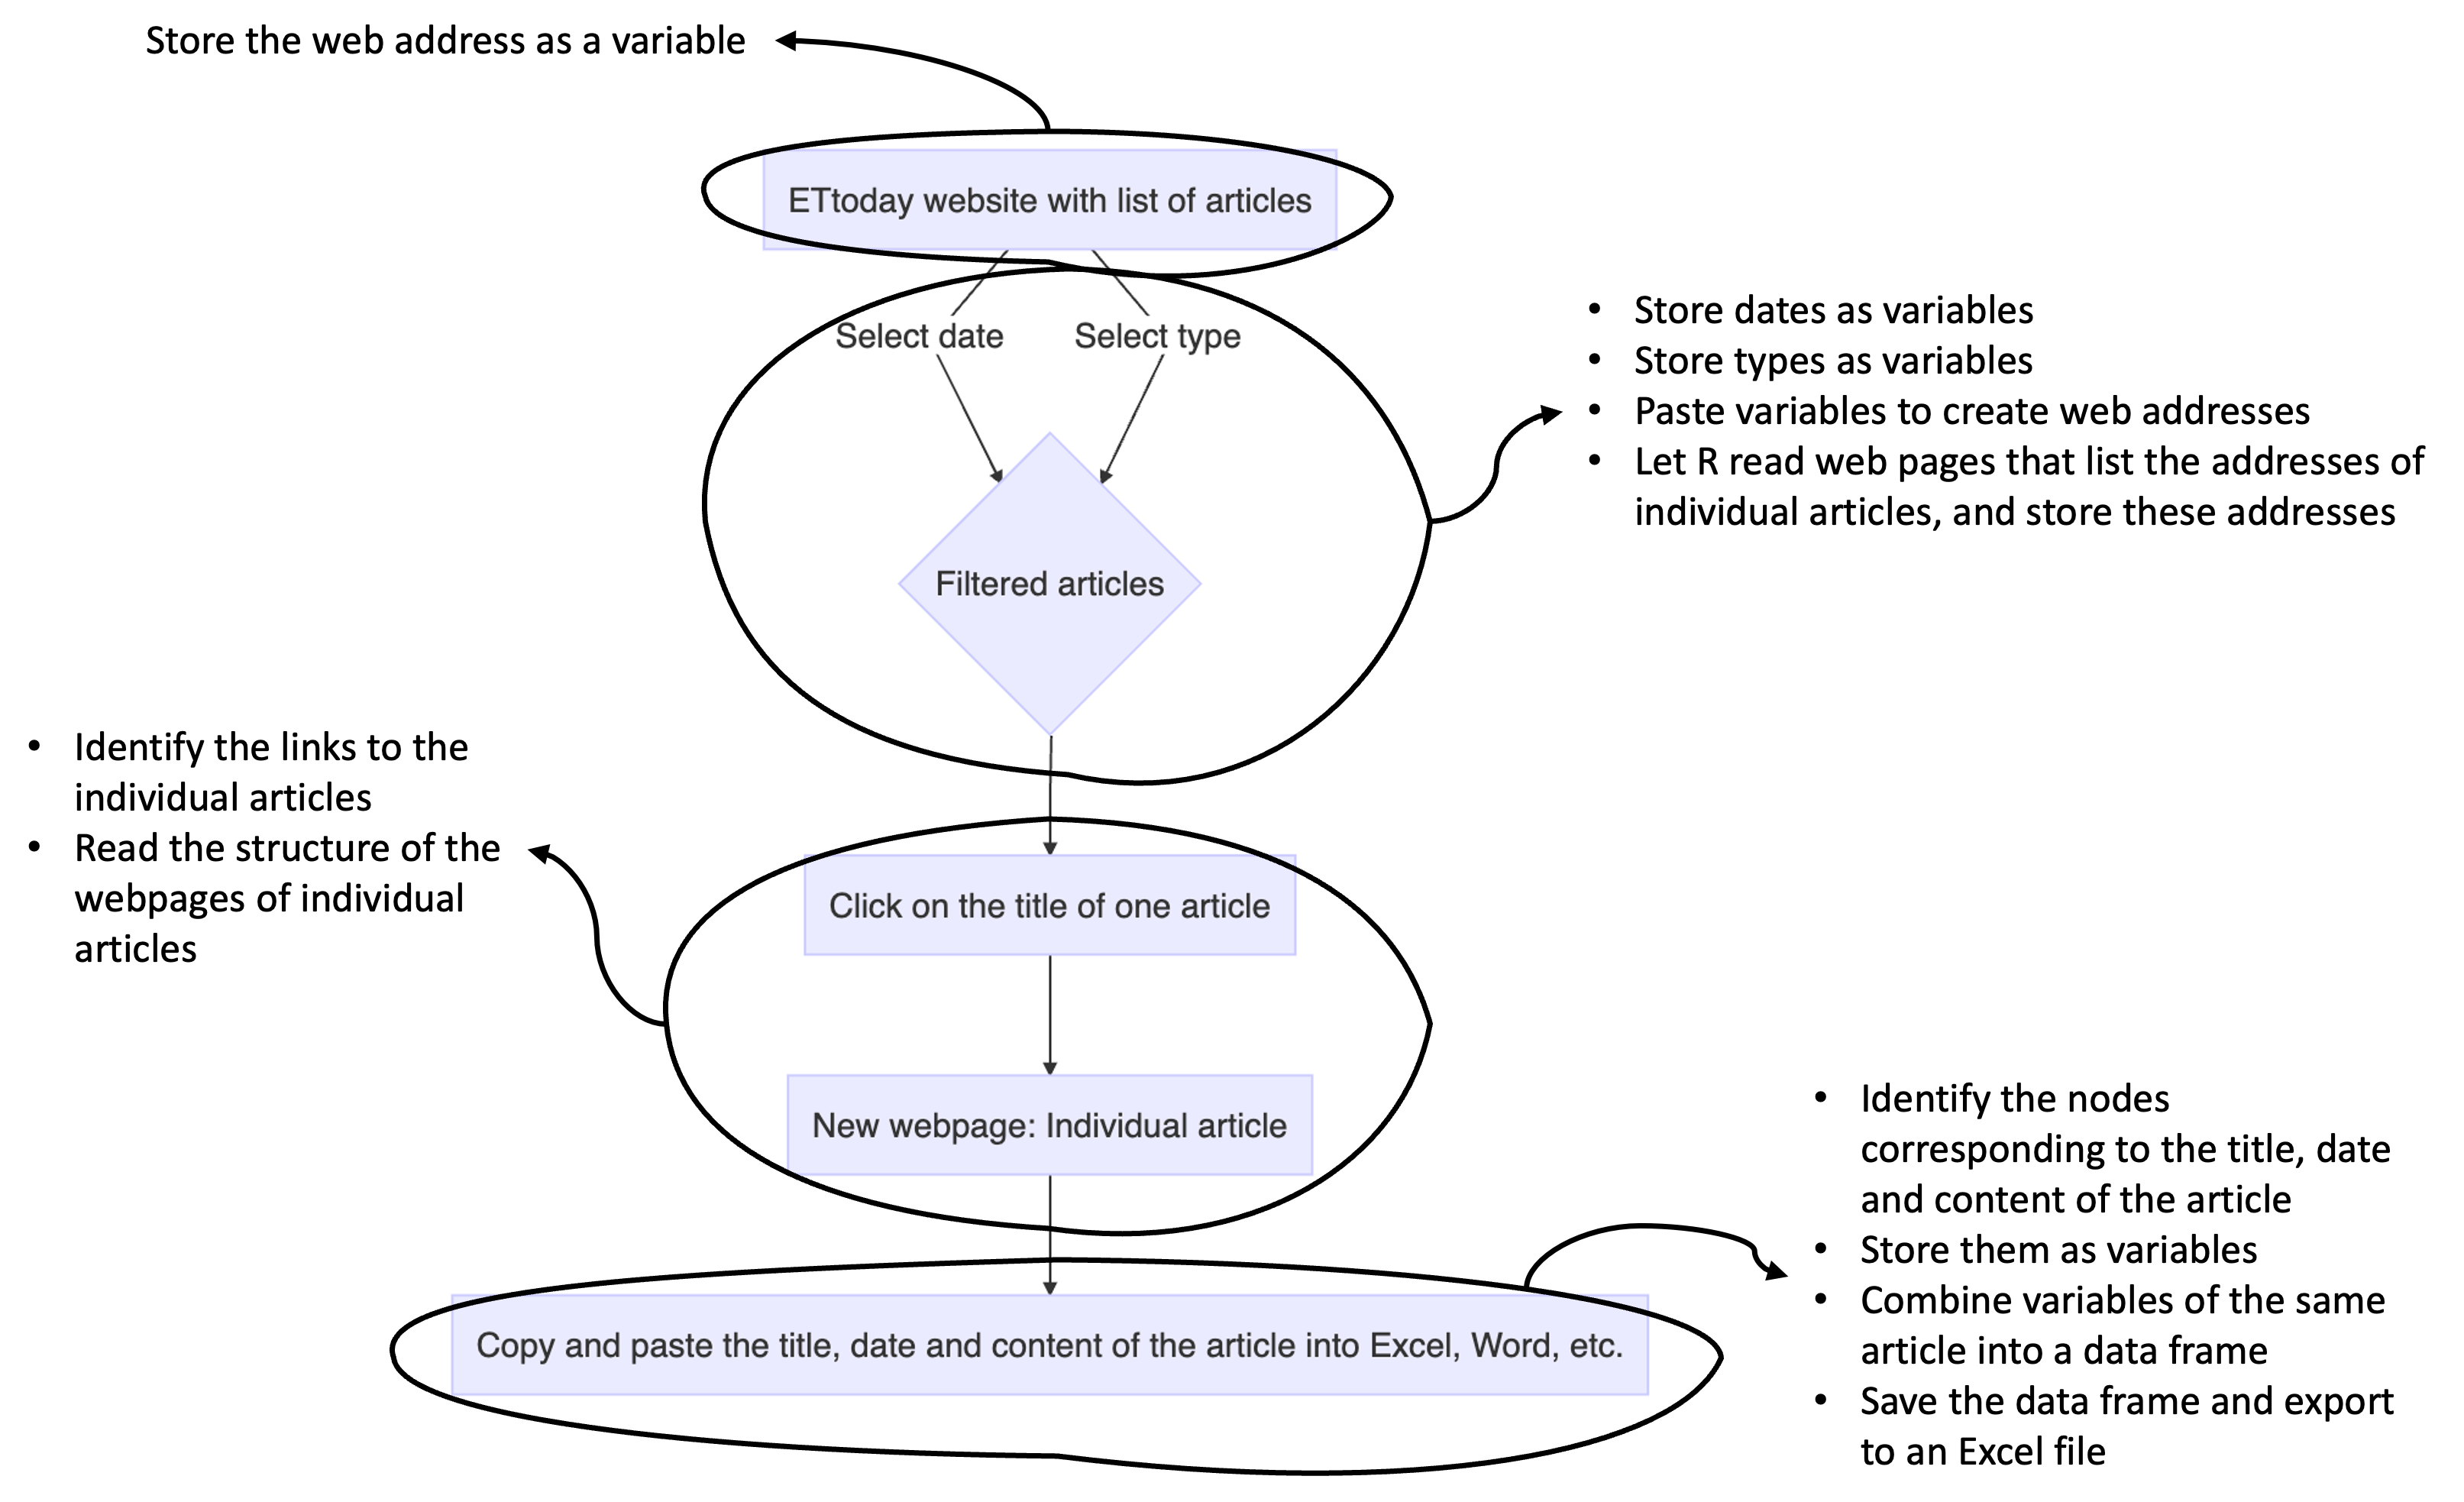 Store the web address as a variable
ETtoday website with list of articles
Select date
Select type
Filtered articles
• Store dates as variables
• Store types as variables
• Paste variables to create web addresses
• Let R read web pages that list the addresses of
individual articles, and store these addresses
• Identify the links to the
individual articles
• Read the structure of the
webpages of individual
articles
Click on the title of one article
New webpage: Individual article
Copy and paste the title, date and content of the article into Excel, Word, etc.
• Identify the nodes
corresponding to the title, date
and content of the article
• Store them as variables
• Combine variables of the same
article into a data frame
• Save the data frame and export
to an Excel file